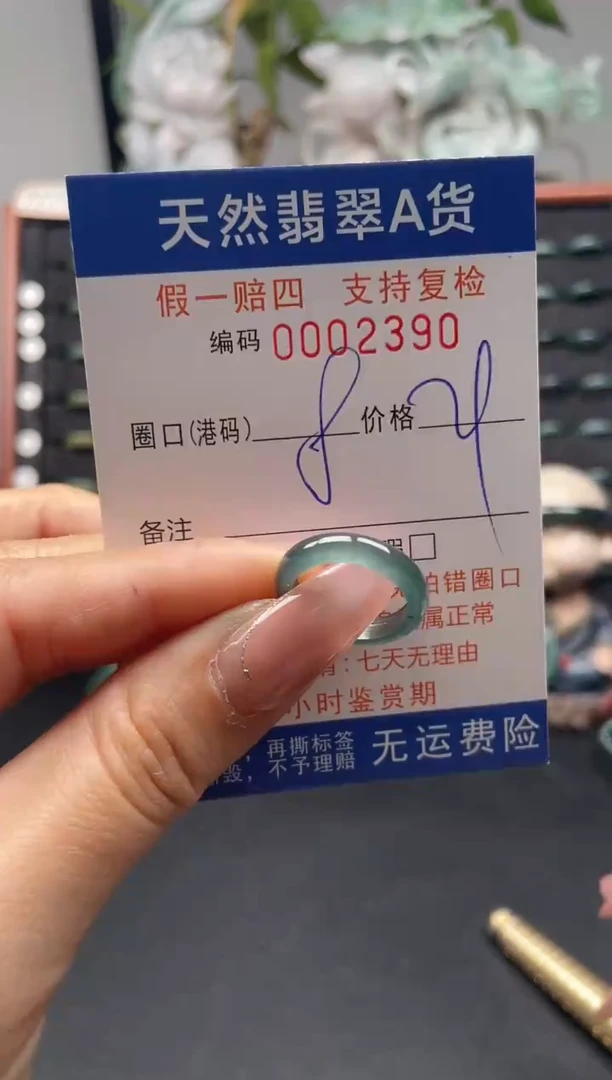 天然翡翠A货
假一赔四 支持复检
编码 0002390
圈口(港码) 8 价格 4
备注
拍错圈口
属正常
:七天无理由
小时鉴赏期
,再撕标签
毁,不予理赔
无运费险